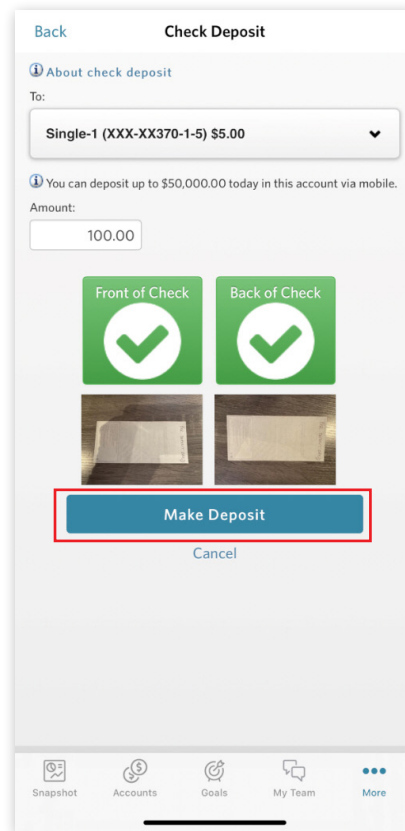 Back Check Deposit
About check deposit
To:
Single-1 (XXX-XX370-1-5) $5.00
You can deposit up to $50,000.00 today in this account via mobile.
Amount:
100.00
Front of Check Back of Check
Make Deposit
Cancel
Snapshot Accounts Goals My Team More